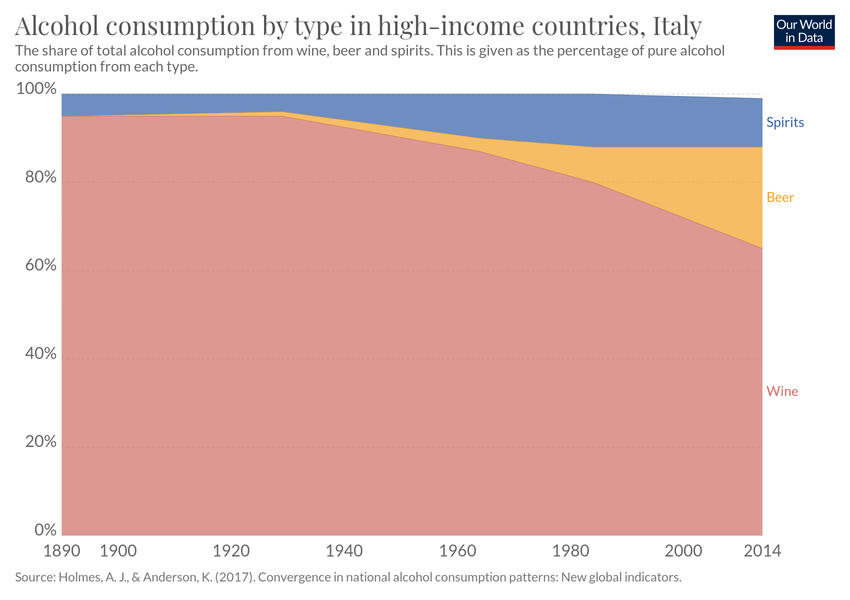 Alcohol consumption by type in high-income countries, Italy
Our World
in Data
The share of total alcohol consumption from wine, beer and spirits. This is given as the percentage of pure alcohol
consumption from each type.
100%
80%
60%
40%
20%
0%
Spirits
Beer
Wine
1890 1900 1920 1940 1960 1980 2000 2014
Source: Holmes, A. J., & Anderson, K. (2017). Convergence in national alcohol consumption patterns: New global indicators.